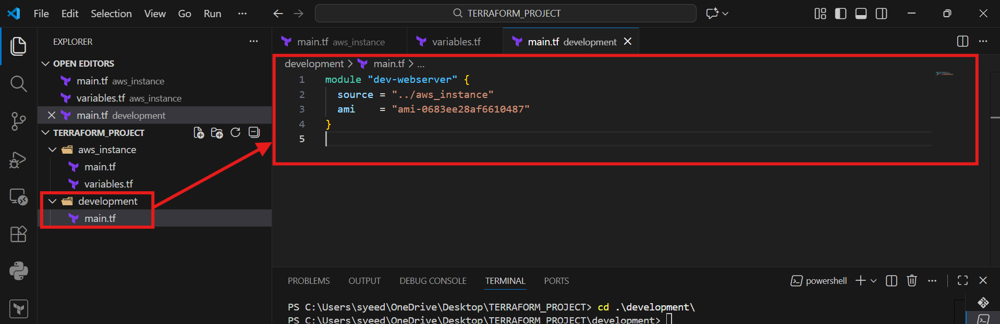 File Edit Selection View Go Run ...
TERRAFORM_PROJECT
EXPLORER
OPEN EDITORS
main.tf aws_instance
variables.tf aws_instance
main.tf development
TERRAFORM_PROJECT
aws_instance
main.tf
variables.tf
development
main.tf
main.tf aws_instance
variables.tf
main.tf development
development > main.tf > ...
1 module "dev-webserver" {
2 source = "../aws_instance"
3 ami = "ami-0683ee28af6610487"
4 }
5
PROBLEMS OUTPUT DEBUG CONSOLE TERMINAL PORTS
powershell
PS C:\Users\syeed\OneDrive\Desktop\TERRAFORM_PROJECT> cd .\development\
PS C:\Users\syeed\OneDrive\Desktop\TERRAFORM_PROJECT\development>